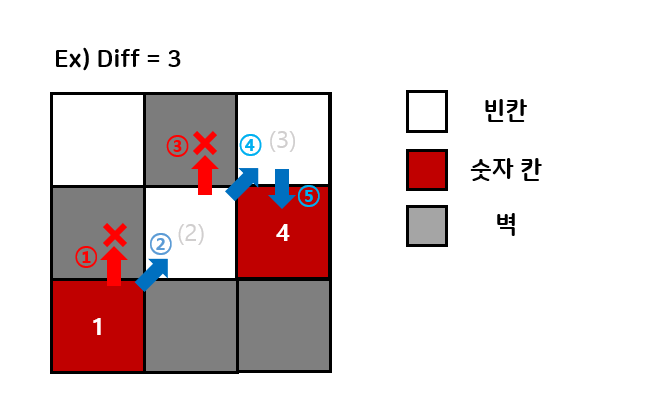 Ex) Diff = 3
③ ④ (3)
⑤
① ② (2) 4
1
빈칸
숫자 칸
벽